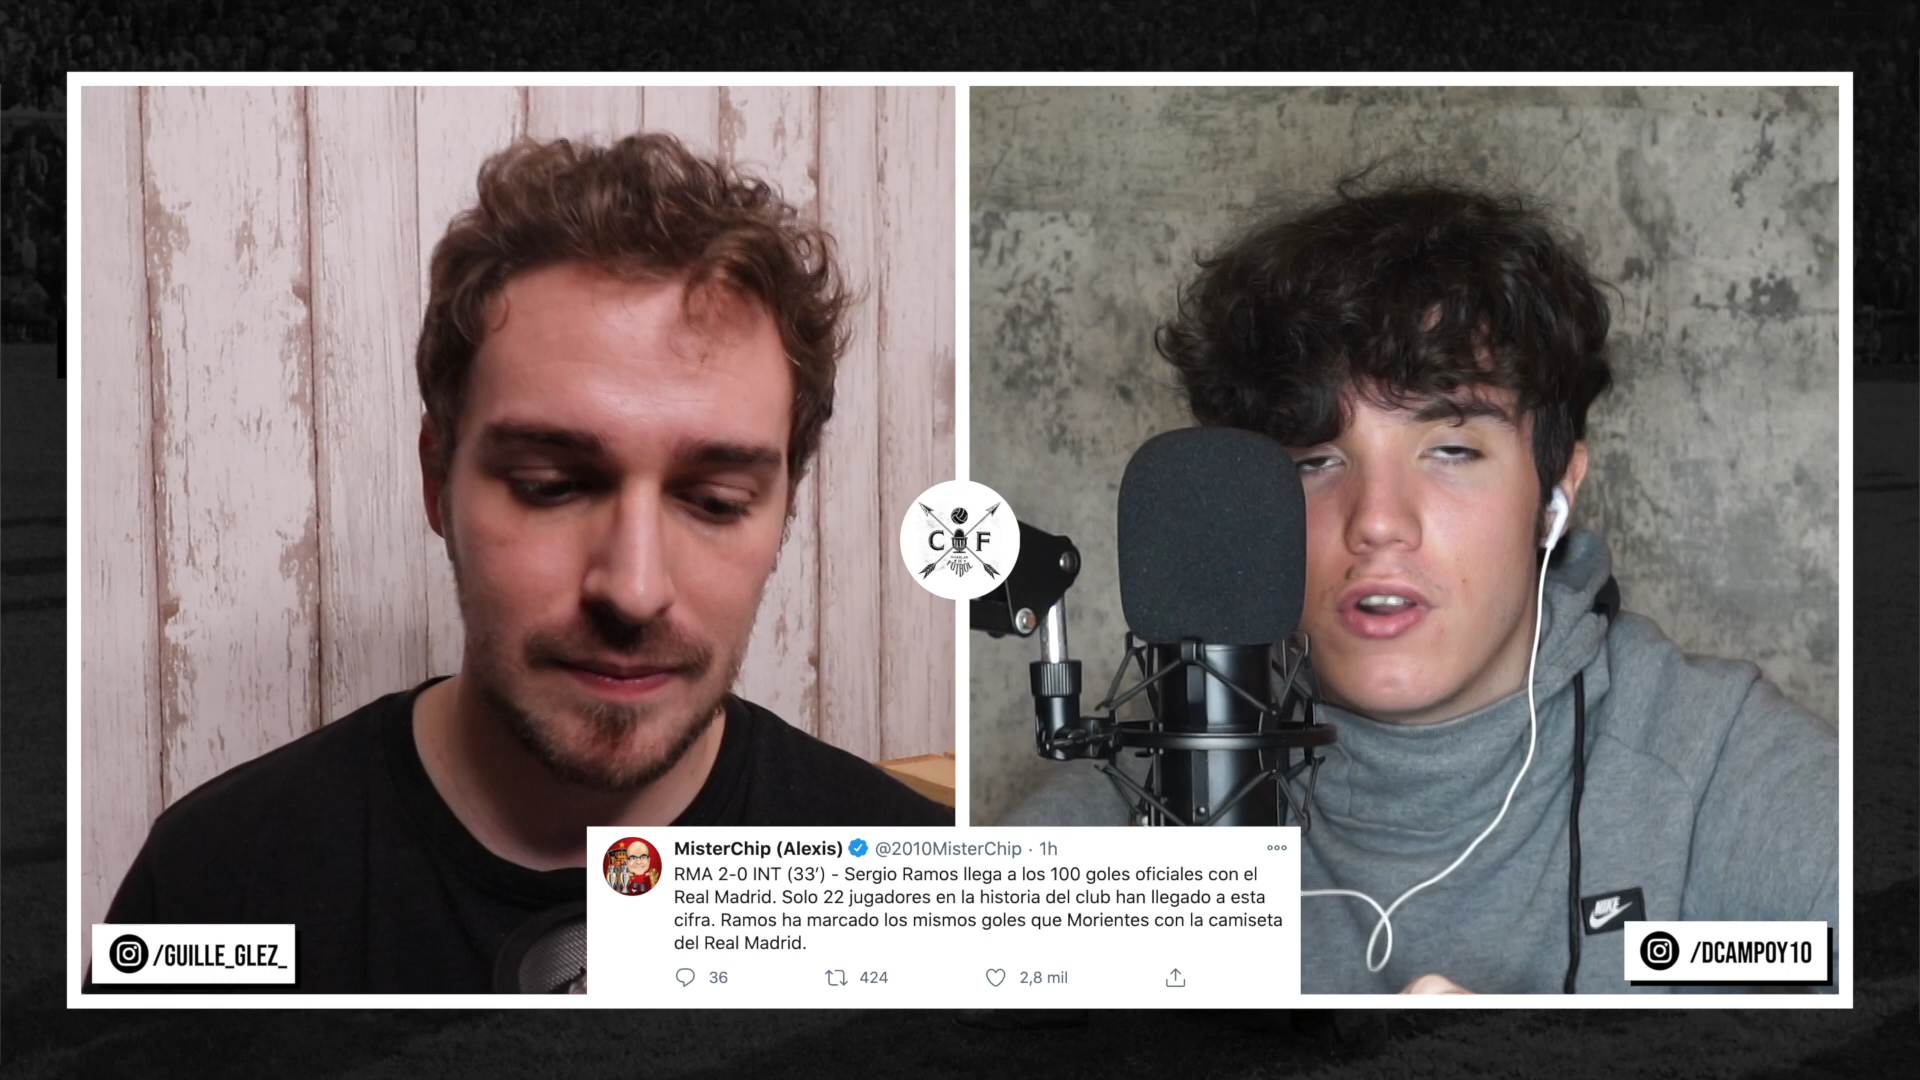 C F
FÚTBOL
MisterChip (Alexis) @2010MisterChip · 1h
RMA 2-0 INT (33’) - Sergio Ramos llega a los 100 goles oficiales con el
Real Madrid. Solo 22 jugadores en la historia del club han llegado a esta
cifra. Ramos ha marcado los mismos goles que Morientes con la camiseta
del Real Madrid.
36 424 2,8 mil
NIKE
/GUILLE_GLEZ_
/DCAMPOY10